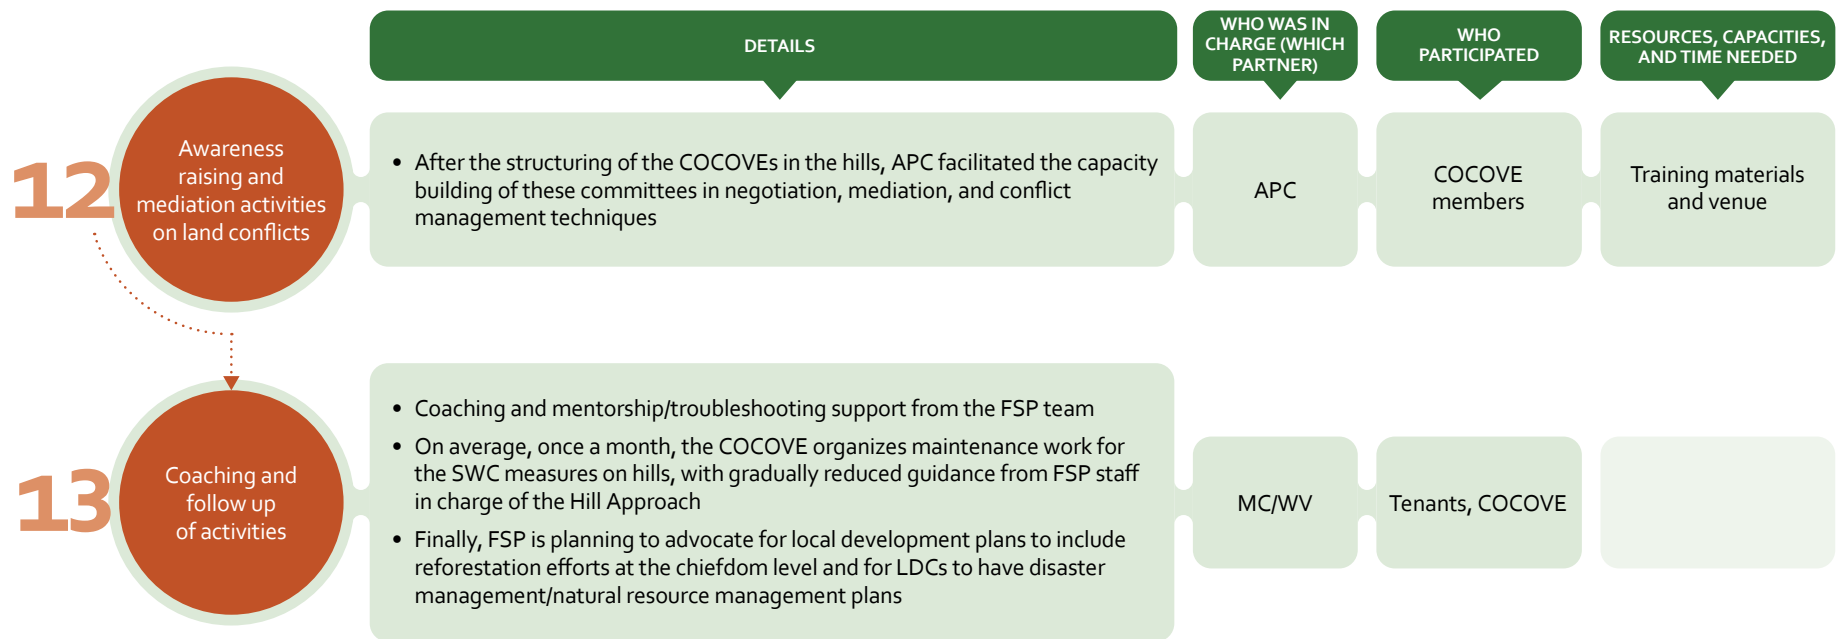 DETAILS
WHO WAS IN
CHARGE (WHICH
PARTNER)
WHO
PARTICIPATED
RESOURCES, CAPACITIES,
AND TIME NEEDED
12
Awareness
raising and
mediation activities
on land conflicts
• After the structuring of the COCOVEs in the hills, APC facilitated the capacity
building of these committees in negotiation, mediation, and conflict
management techniques
APC
COCOVE
members
Training materials
and venue
13
Coaching and
follow up
of activities
• Coaching and mentorship/troubleshooting support from the FSP team
• On average, once a month, the COCOVE organizes maintenance work for
the SWC measures on hills, with gradually reduced guidance from FSP staff
in charge of the Hill Approach
• Finally, FSP is planning to advocate for local development plans to include
reforestation efforts at the chiefdom level and for LDCs to have disaster
management/natural resource management plans
MC/WV
Tenants, COCOVE